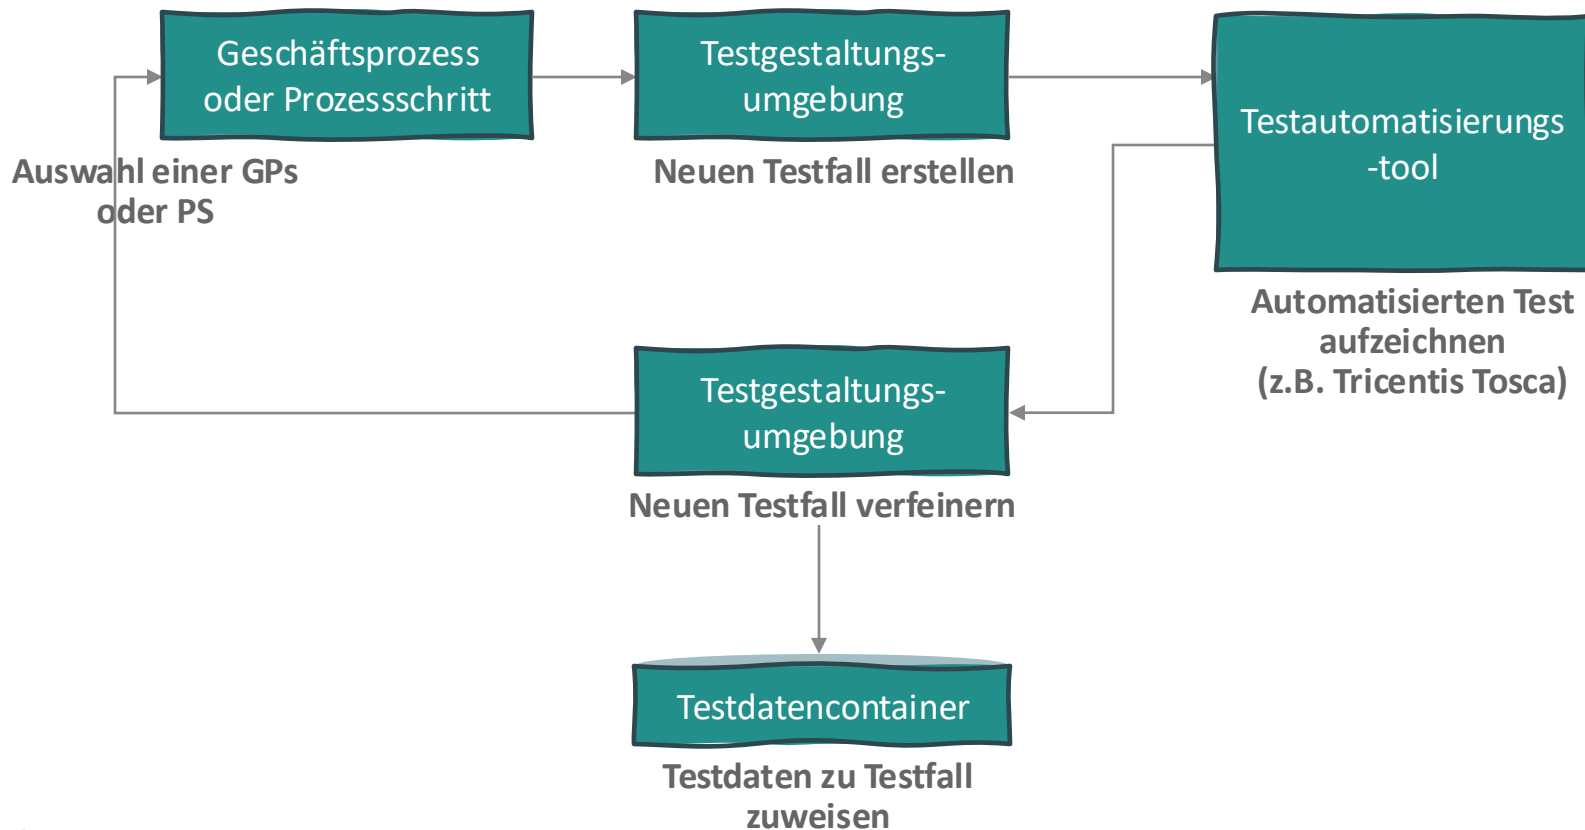 Geschäftsprozess
oder Prozessschritt
Auswahl einer GPs
oder PS
Testgestaltungs-
umgebung
Neuen Testfall erstellen
Testautomatisierungs
-tool
Automatisierten Test
aufzeichnen
(z.B. Tricentis Tosca)
Testgestaltungs-
umgebung
Neuen Testfall verfeinern
Testdatencontainer
Testdaten zu Testfall
zuweisen